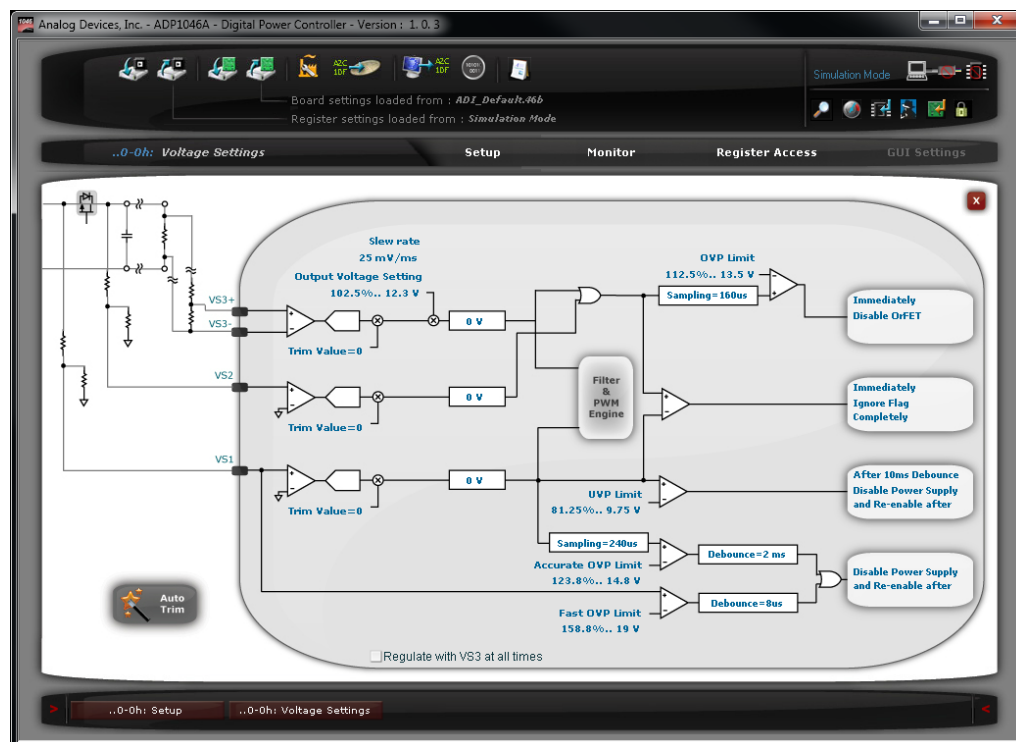 Analog Devices, Inc. - ADP1046A - Digital Power Controller - Version : 1. 0. 3
A2C
1DF
A2C
1DF
Simulation Mode
Board settings loaded from : ADI_Default.46b
Register settings loaded from : Simulation Mode
..0-0h: Voltage Settings
Setup
Monitor
Register Access
GUI Settings
x
Slew rate
25 mV/ms
Output Voltage Setting
102.5%.. 12.3 V
OVP Limit
112.5%.. 13.5 V
Sampling=160us
Immediately
Disable OrFET
VS3+
VS3-
0 V
Trim Value=0
VS2
0 V
Trim Value=0
Filter
&
PWM
Engine
Immediately
Ignore Flag
Completely
VS1
0 V
Trim Value=0
UVP Limit
81.25%.. 9.75 V
After 10ms Debounce
Disable Power Supply
and Re-enable after
Sampling=240us
Accurate OVP Limit
123.8%.. 14.8 V
Debounce=2 ms
Disable Power Supply
and Re-enable after
Fast OVP Limit
158.8%.. 19 V
Debounce=8us
Auto
Trim
Regulate with VS3 at all times
>
..0-0h: Setup
..0-0h: Voltage Settings
<